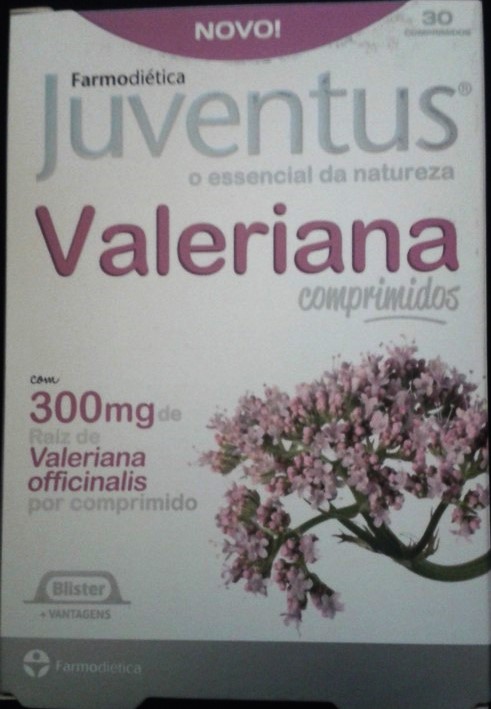 NOVO!
30
COMPRIMIDOS
Farmodiética
Juventus®
o essencial da natureza
Valeriana
comprimidos
com
300mg de
Raiz de
Valeriana
officinalis
por comprimido
Blister
+ VANTAGENS
Farmodiética